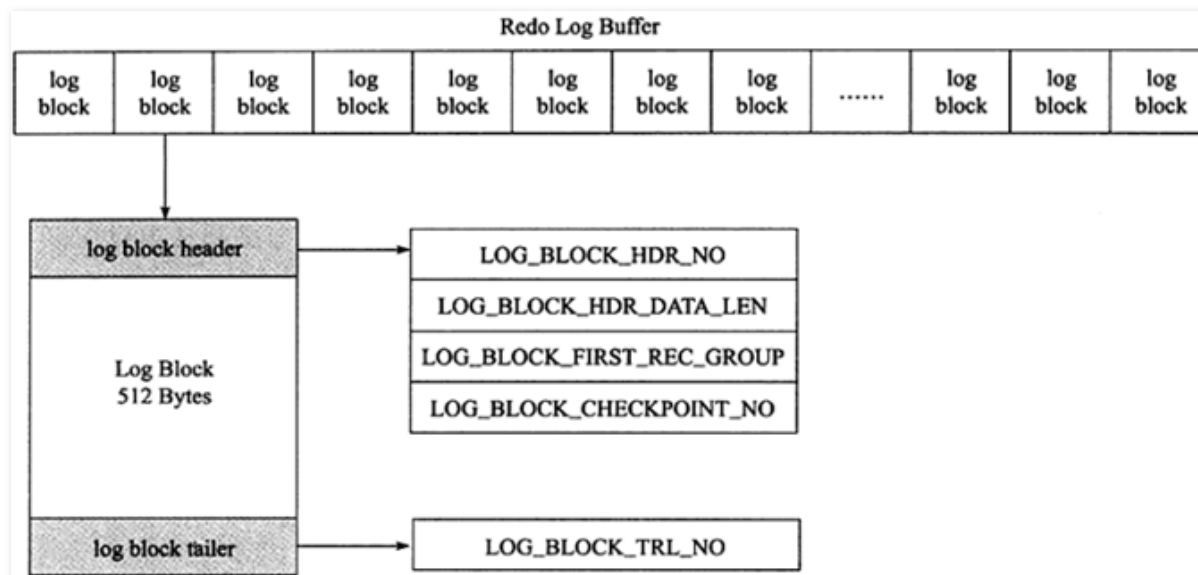 Redo Log Buffer
log block
log block
log block
log block
log block
log block
log block
log block
......
log block
log block
log block
log block header
LOG_BLOCK_HDR_NO
LOG_BLOCK_HDR_DATA_LEN
Log Block
512 Bytes
LOG_BLOCK_FIRST_REC_GROUP
LOG_BLOCK_CHECKPOINT_NO
log block tailer
LOG_BLOCK_TRL_NO